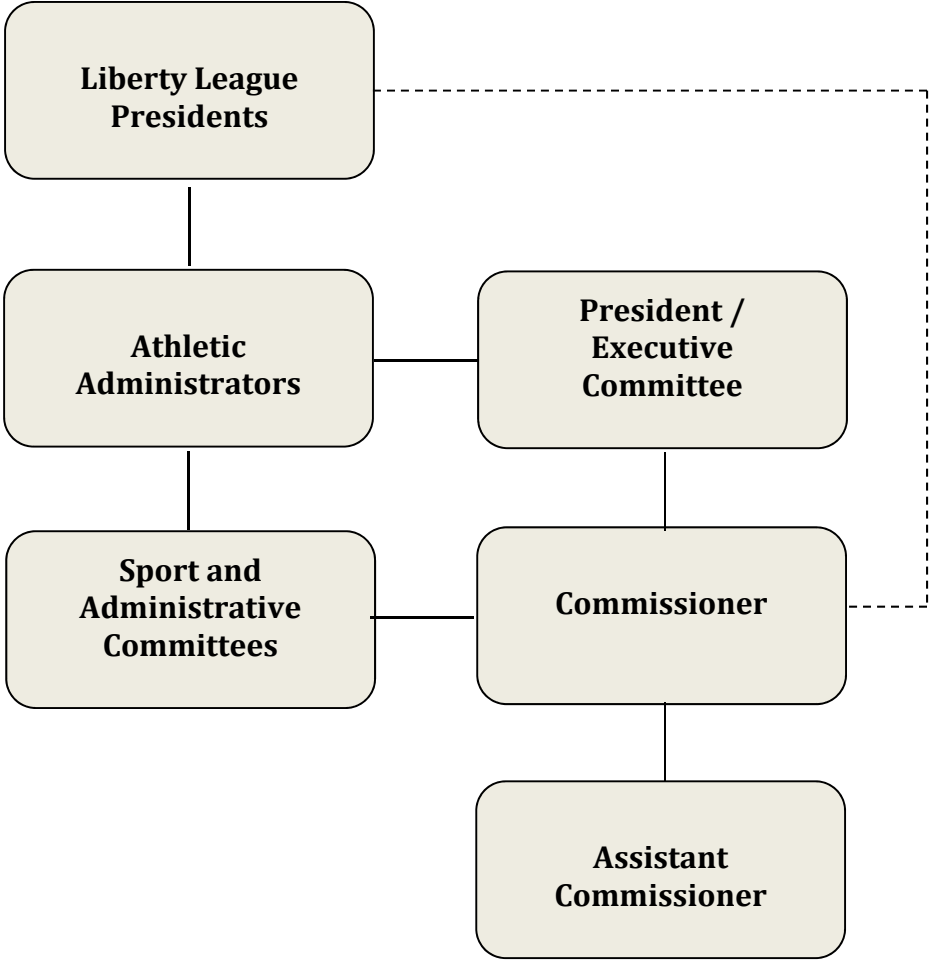 Liberty League
Presidents
Athletic
Administrators
President /
Executive
Committee
Sport and
Administrative
Committees
Commissioner
Assistant
Commissioner